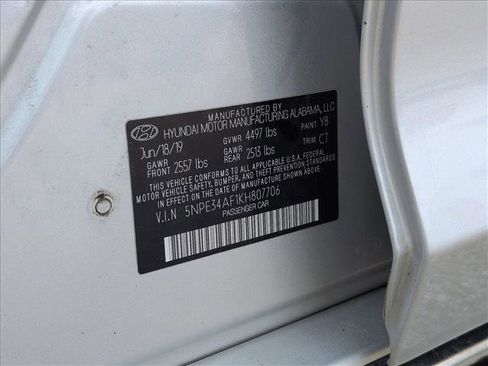 MANUFACTURED BY
HYUNDAI MOTOR MANUFACTURING ALABAMA, LLC
Jun/18/19 GVWR 4497 lbs PAINT Y8
GAWR FRONT 2557 lbs GAWR REAR 2513 lbs TRIM CT
THIS VEHICLE CONFORMS TO ALL APPLICABLE U.S.A. FEDERAL
MOTOR VEHICLE SAFETY, BUMPER, AND THEFT PREVENTION STANDARDS
IN EFFECT ON THE DATE OF MANUFACTURE SHOWN ABOVE.
V.I.N 5NPE34AF1KH807706
PASSENGER CAR